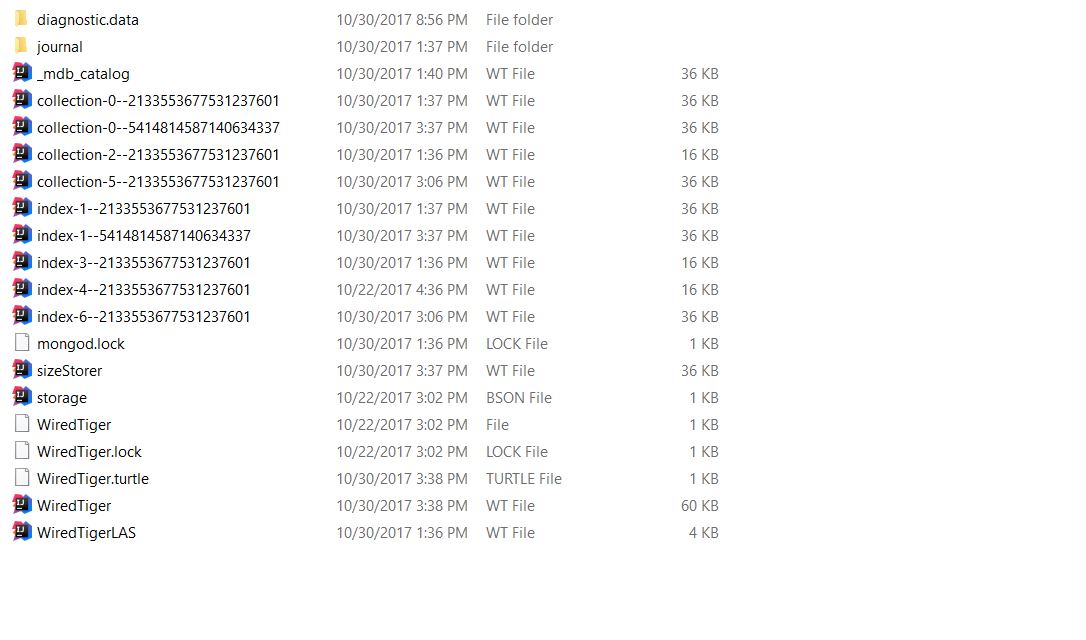 diagnostic.data 10/30/2017 8:56 PM File folder
journal 10/30/2017 1:37 PM File folder
_mdb_catalog 10/30/2017 1:40 PM WT File 36 KB
collection-0--2133553677531237601 10/30/2017 1:37 PM WT File 36 KB
collection-0--5414814587140634337 10/30/2017 3:37 PM WT File 36 KB
collection-2--2133553677531237601 10/30/2017 1:36 PM WT File 16 KB
collection-5--2133553677531237601 10/30/2017 3:06 PM WT File 36 KB
index-1--2133553677531237601 10/30/2017 1:37 PM WT File 36 KB
index-1--5414814587140634337 10/30/2017 3:37 PM WT File 36 KB
index-3--2133553677531237601 10/30/2017 1:36 PM WT File 16 KB
index-4--2133553677531237601 10/22/2017 4:36 PM WT File 16 KB
index-6--2133553677531237601 10/30/2017 3:06 PM WT File 36 KB
mongod.lock 10/30/2017 1:36 PM LOCK File 1 KB
sizeStorer 10/30/2017 3:37 PM WT File 36 KB
storage 10/22/2017 3:02 PM BSON File 1 KB
WiredTiger 10/22/2017 3:02 PM File 1 KB
WiredTiger.lock 10/22/2017 3:02 PM LOCK File 1 KB
WiredTiger.turtle 10/30/2017 3:38 PM TURTLE File 1 KB
WiredTiger 10/30/2017 3:38 PM WT File 60 KB
WiredTigerLAS 10/30/2017 1:36 PM WT File 4 KB